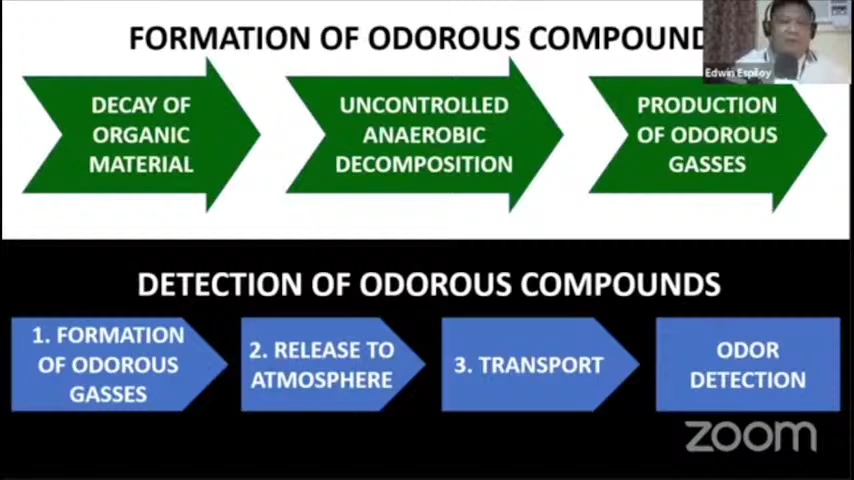 FORMATION OF ODOROUS COMPOUND
Edwin Espiloy
DECAY OF
ORGANIC
MATERIAL
UNCONTROLLED
ANAEROBIC
DECOMPOSITION
PRODUCTION
OF ODOROUS
GASSES
DETECTION OF ODOROUS COMPOUNDS
1. FORMATION
OF ODOROUS
GASSES
2. RELEASE TO
ATMOSPHERE
3. TRANSPORT
ODOR
DETECTION
zoom